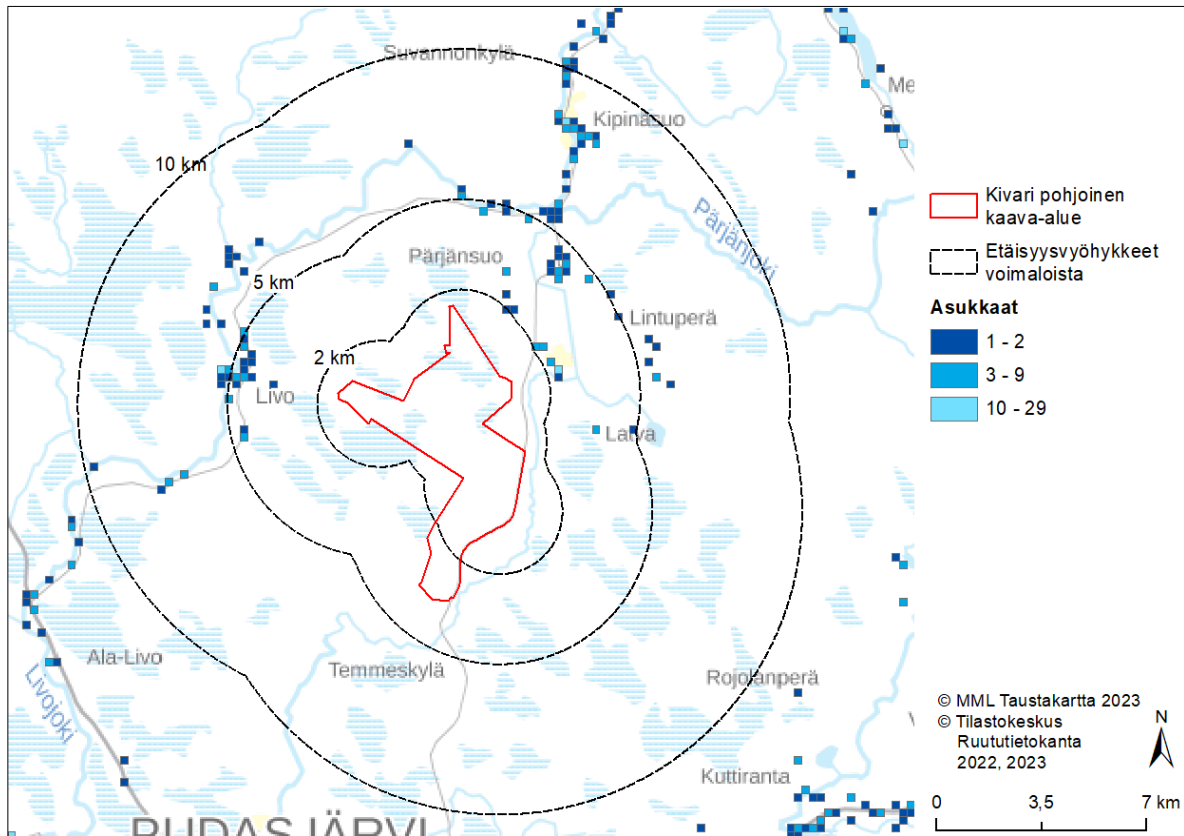 Suvannonkylä
Kipinäsuo
Me
10 km
Pärjänjoki
Pärjänsuo
5 km
Lintuperä
2 km
Livo
Latva
Ala-Livo
Livojoki
Temmeskylä
Rojolanperä
Kuttiranta
PUDASJÄRVI
Kivari pohjoinen
kaava-alue
Etäisyysvyöhykkeet
voimaloista
Asukkaat
1 - 2
3 - 9
10 - 29
© MML Taustakartta 2023
© Tilastokeskus
Ruututietokanta
2022, 2023
N
0 3,5 7 km